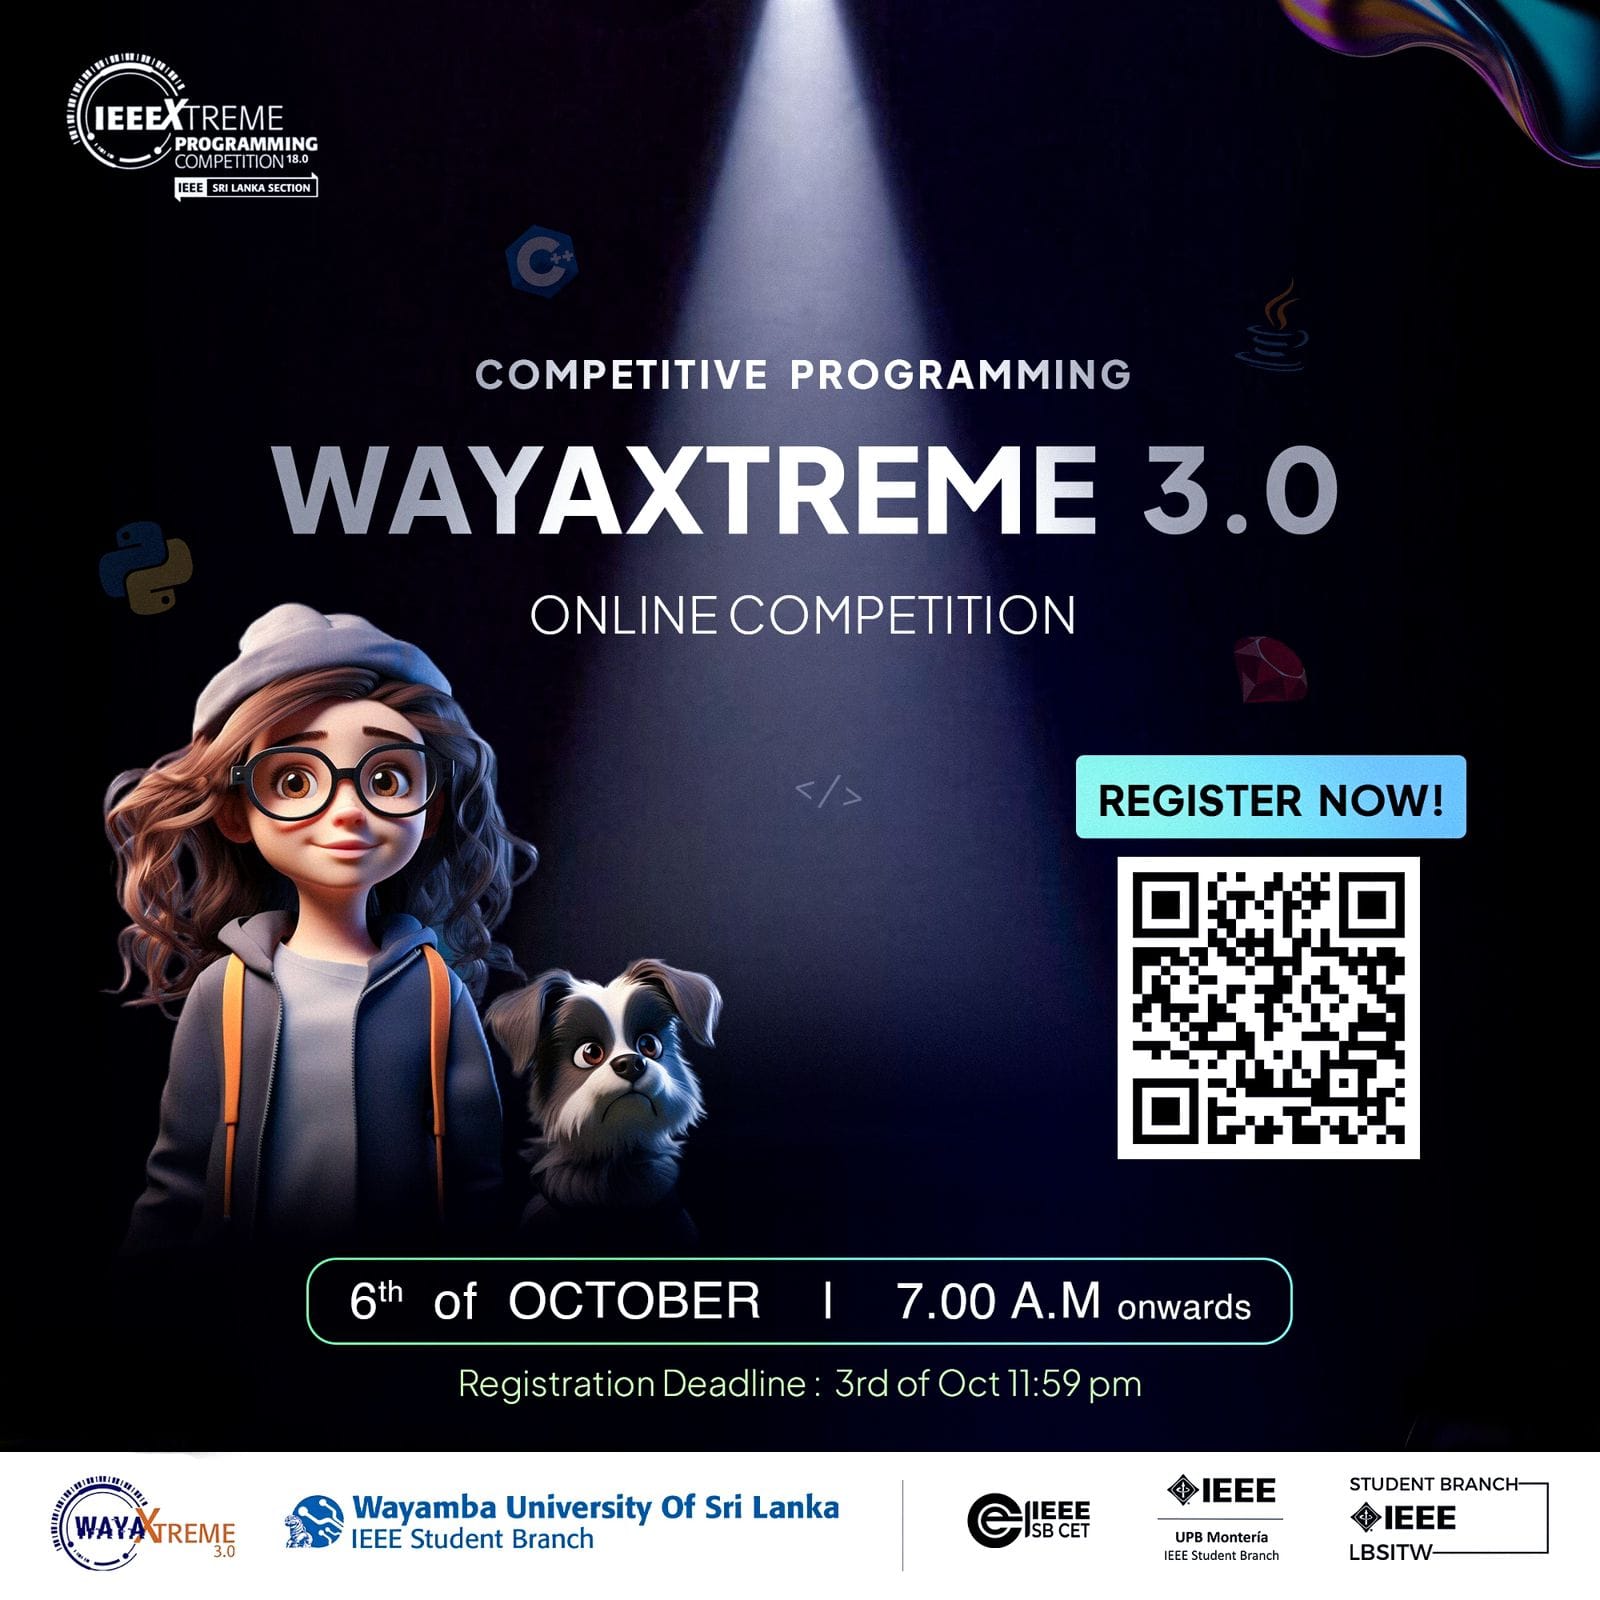 IEEEXTREME
PROGRAMMING
COMPETITION 18.0
IEEE SRI LANKA SECTION
C++
COMPETITIVE PROGRAMMING
WAYAXTREME 3.0
ONLINE COMPETITION
</>
REGISTER NOW!
6th of OCTOBER | 7.00 A.M onwards
Registration Deadline : 3rd of Oct 11:59 pm
WAYAXTREME
3.0
Wayamba University Of Sri Lanka
IEEE Student Branch
IEEE
SB CET
IEEE
UPB Montería
IEEE Student Branch
STUDENT BRANCH
IEEE
LBSITW